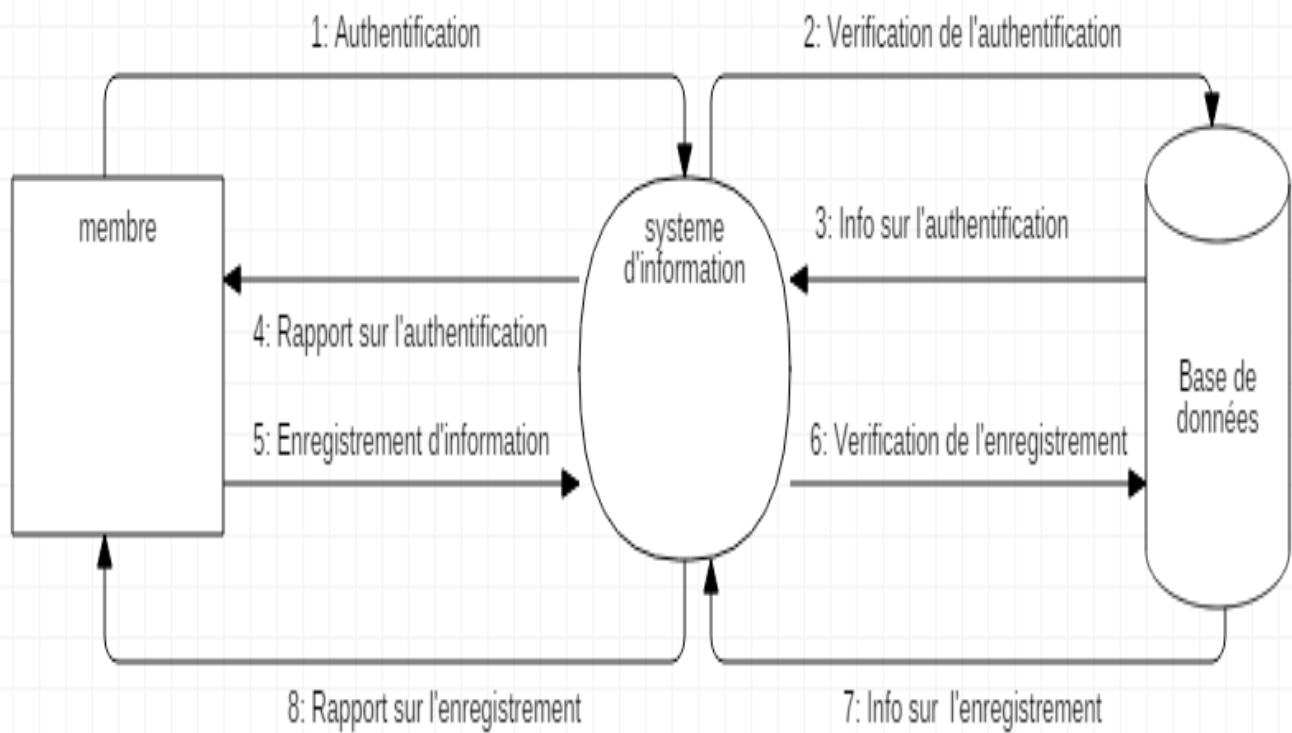 1: Authentification
2: Verification de l'authentification
membre
systeme
d'information
3: Info sur l'authentification
4: Rapport sur l'authentification
Base de
données
5: Enregistrement d'information
6: Verification de l'enregistrement
8: Rapport sur l'enregistrement
7: Info sur l'enregistrement